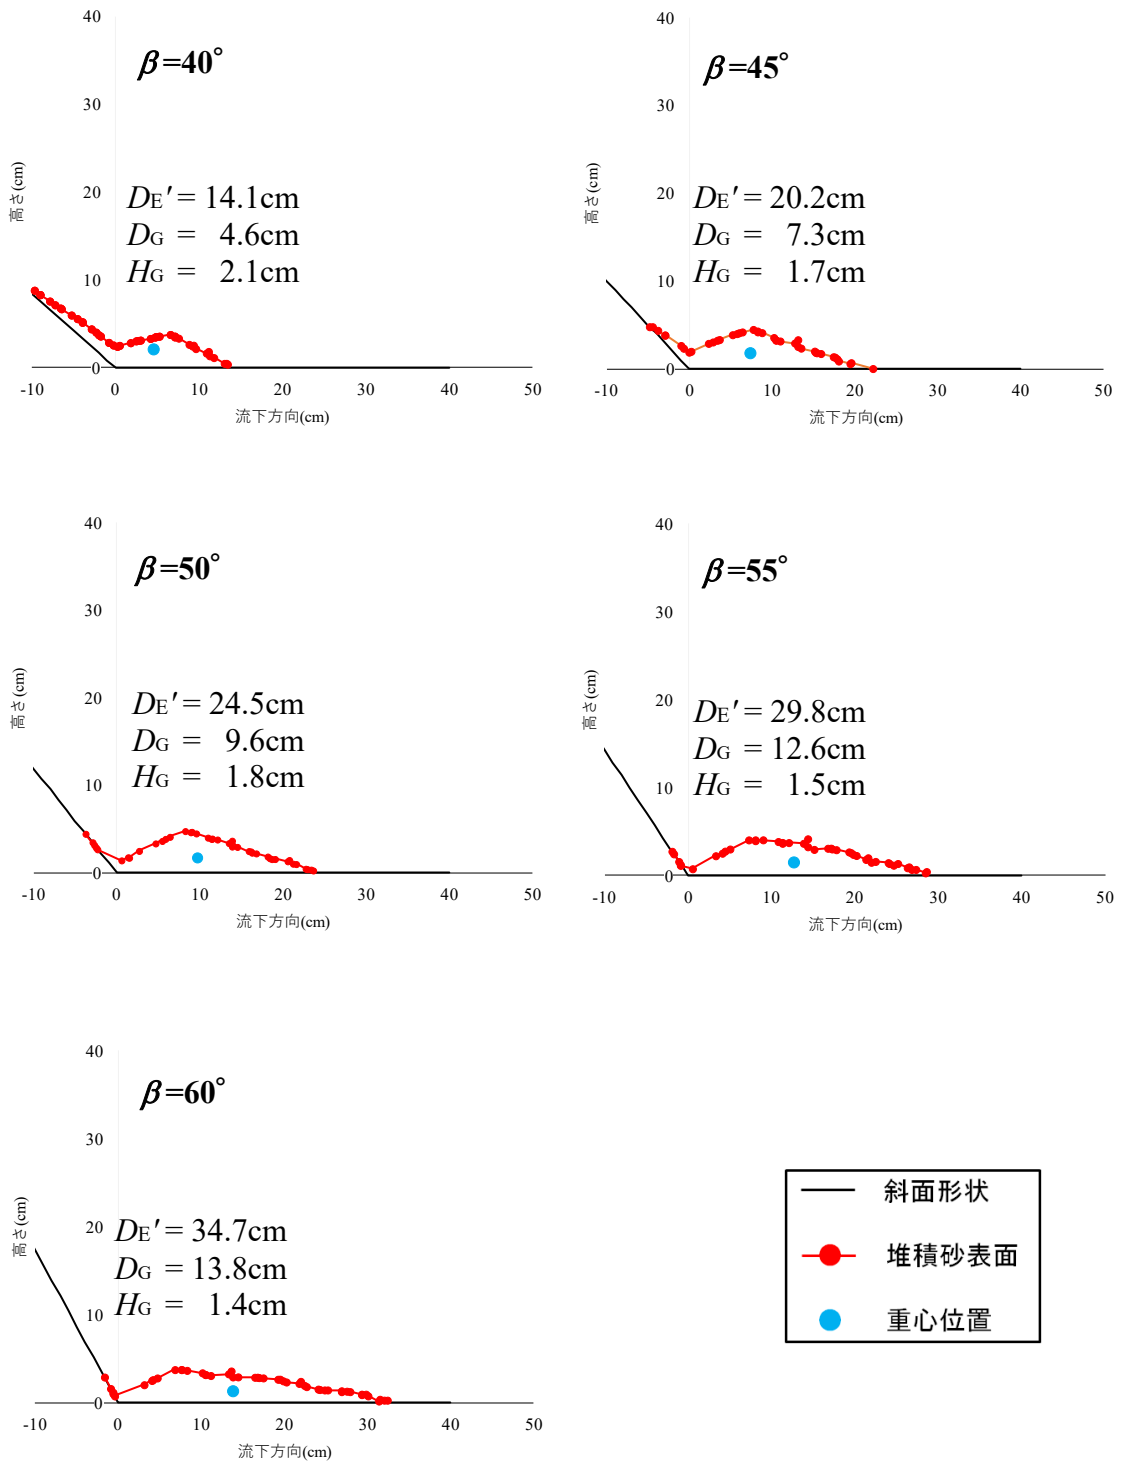 40
β=40°
30
高さ(cm)
20
DE′= 14.1cm
DG = 4.6cm
HG = 2.1cm
10
0
-10 0 10 20 30 40 50
流下方向(cm)
40
β=45°
30
高さ(cm)
20
DE′= 20.2cm
DG = 7.3cm
HG = 1.7cm
10
0
-10 0 10 20 30 40 50
流下方向(cm)
40
β=50°
30
高さ(cm)
20
DE′= 24.5cm
DG = 9.6cm
HG = 1.8cm
10
0
-10 0 10 20 30 40 50
流下方向(cm)
40
β=55°
30
高さ(cm)
20
DE′= 29.8cm
DG = 12.6cm
HG = 1.5cm
10
0
-10 0 10 20 30 40 50
流下方向(cm)
40
β=60°
30
高さ(cm)
20
DE′= 34.7cm
DG = 13.8cm
HG = 1.4cm
10
0
-10 0 10 20 30 40 50
流下方向(cm)
斜面形状
堆積砂表面
重心位置